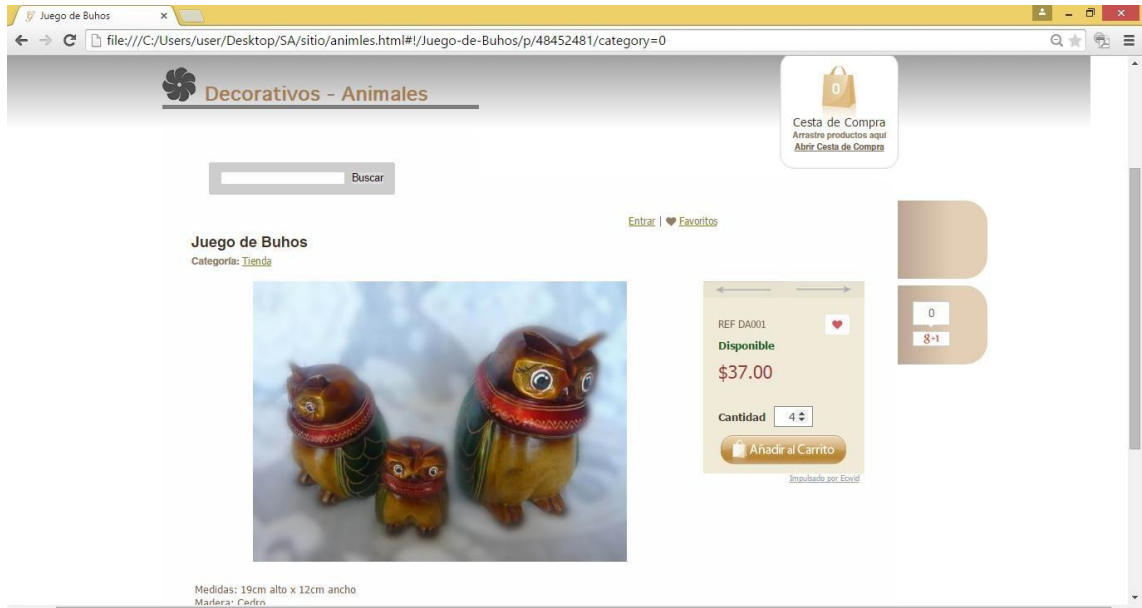 Juego de Buhos
file:///C:/Users/user/Desktop/SA/sitio/animles.html#!/Juego-de-Buhos/p/48452481/category=0
Decorativos - Animales
0
Cesta de Compra
Arrastre productos aquí
Abrir Cesta de Compra
Buscar
Entrar | Favoritos
Juego de Buhos
Categoría: Tienda
REF DA001
Disponible
$37.00
Cantidad 4
Añadir al Carrito
Impulsado por Ecwid
0
g+1
Medidas: 19cm alto x 12cm ancho
Madera: Cedro